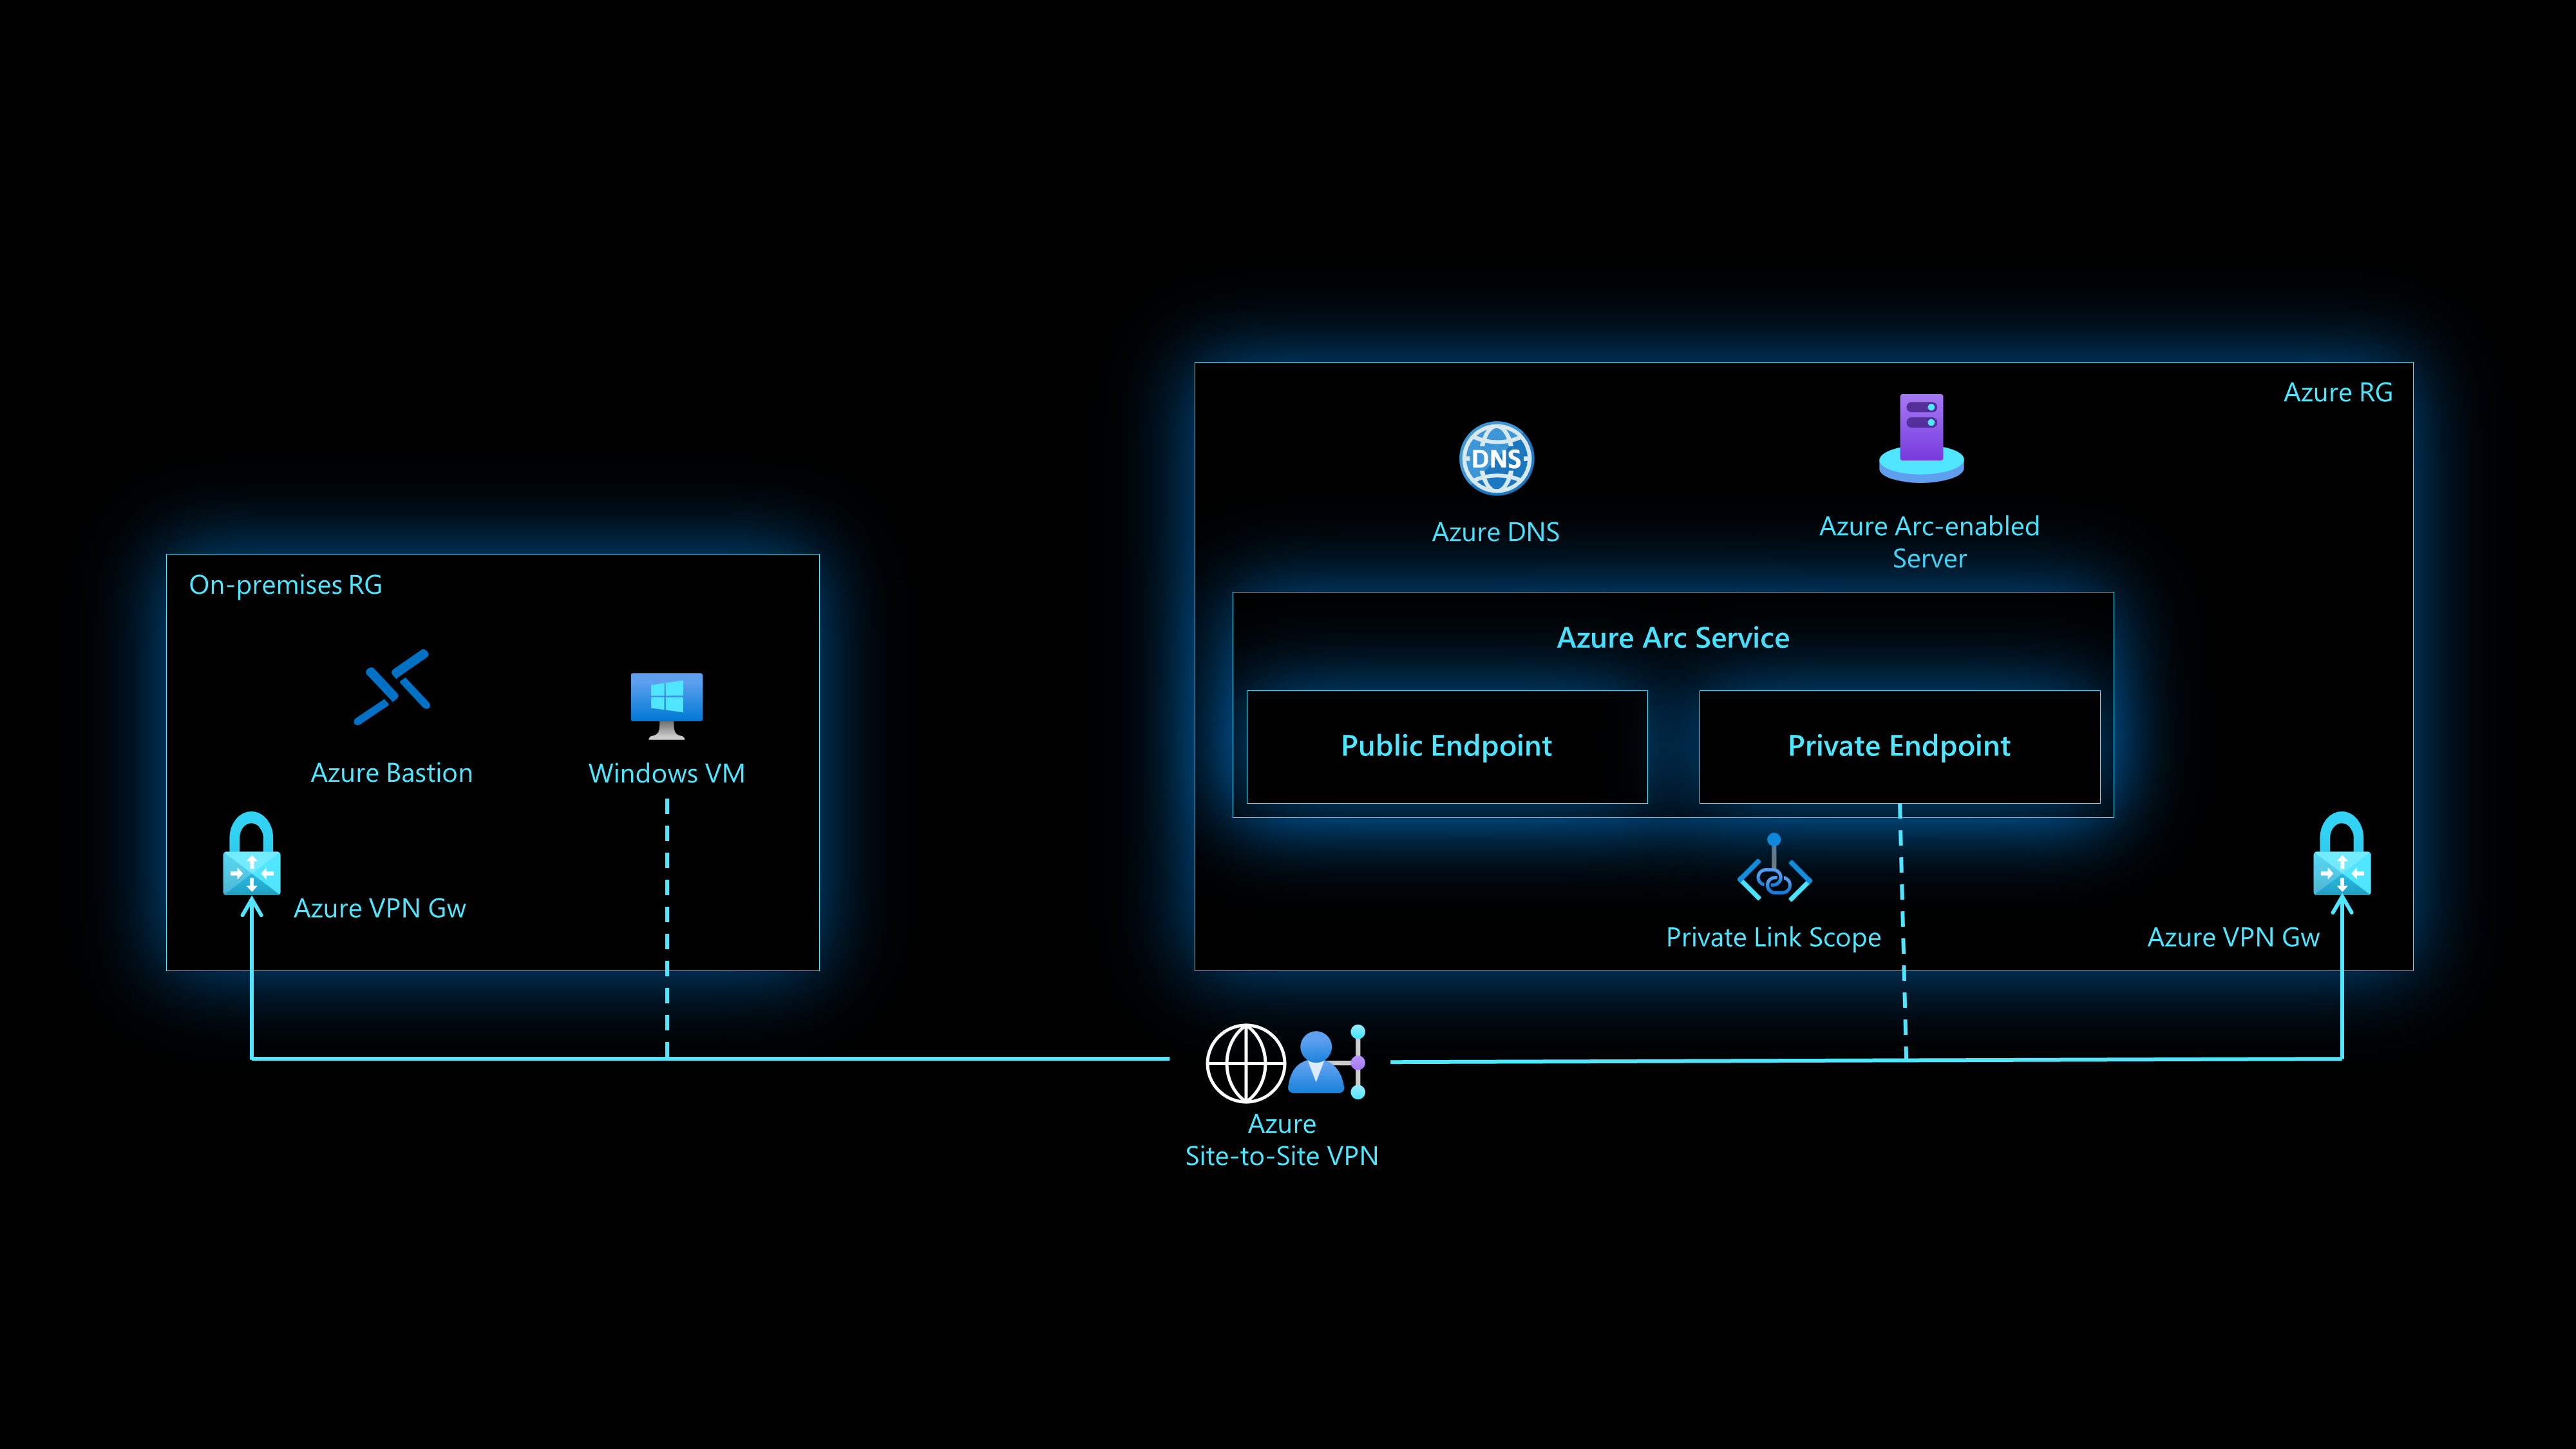 Azure RG
DNS
Azure DNS
Azure Arc-enabled
Server
On-premises RG
Azure Arc Service
Public Endpoint
Private Endpoint
Azure Bastion
Windows VM
Azure VPN Gw
Private Link Scope
Azure VPN Gw
Azure
Site-to-Site VPN